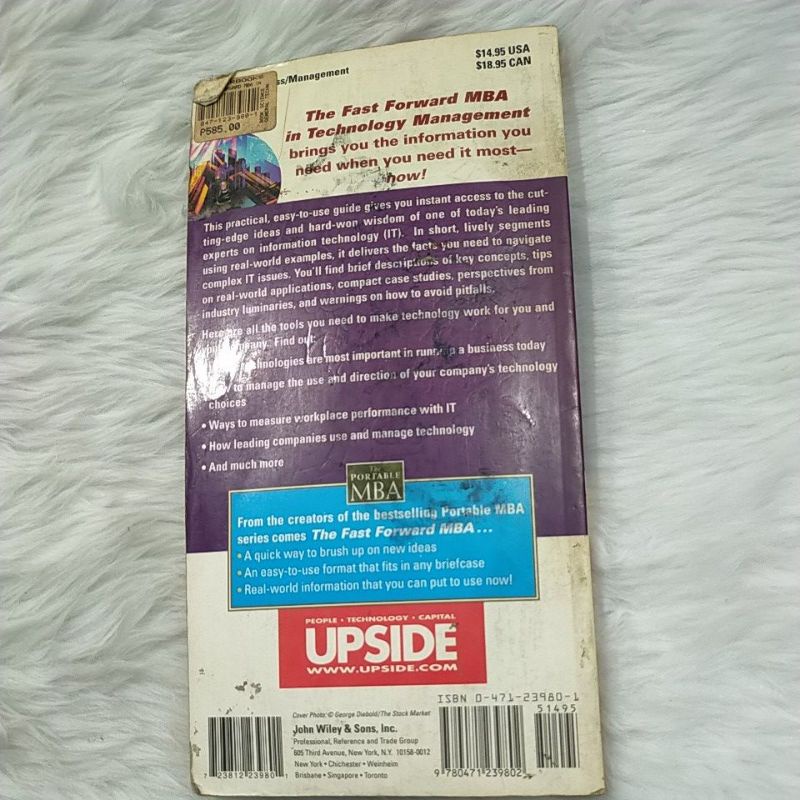 $14.95 USA
$18.95 CAN
ss/Management
P585.00
The Fast Forward MBA
in Technology Management
brings you the information you
need when you need it most—
now!
This practical, easy-to-use guide gives you instant access to the cut-
ting-edge ideas and hard-won wisdom of one of today's leading
experts on information technology (IT). In short, lively segments
using real-world examples, it delivers the facts you need to navigate
complex IT issues. You'll find brief descriptions of key concepts, tips
on real-world applications, compact case studies, perspectives from
industry luminaries, and warnings on how to avoid pitfalls.
Here are all the tools you need to make technology work for you and
company. Find out:
technologies are most important in running a business today
to manage the use and direction of your company's technology
choices
• Ways to measure workplace performance with IT
• How leading companies use and manage technology
• And much more
The
PORTABLE
MBA
From the creators of the bestselling Portable MBA
series comes The Fast Forward MBA...
• A quick way to brush up on new ideas
• An easy-to-use format that fits in any briefcase
• Real-world information that you can put to use now!
PEOPLE • TECHNOLOGY • CAPITAL
UPSIDE
WWW.UPSIDE.COM
ISBN 0-471-23980-1
51495
Cover Photo: © George Diebold/The Stock Market
John Wiley & Sons, Inc.
Professional, Reference and Trade Group
605 Third Avenue, New York, N.Y. 10158-0012
New York • Chichester • Weinheim
Brisbane • Singapore • Toronto
7 23812 23980 1
9 780471 239802